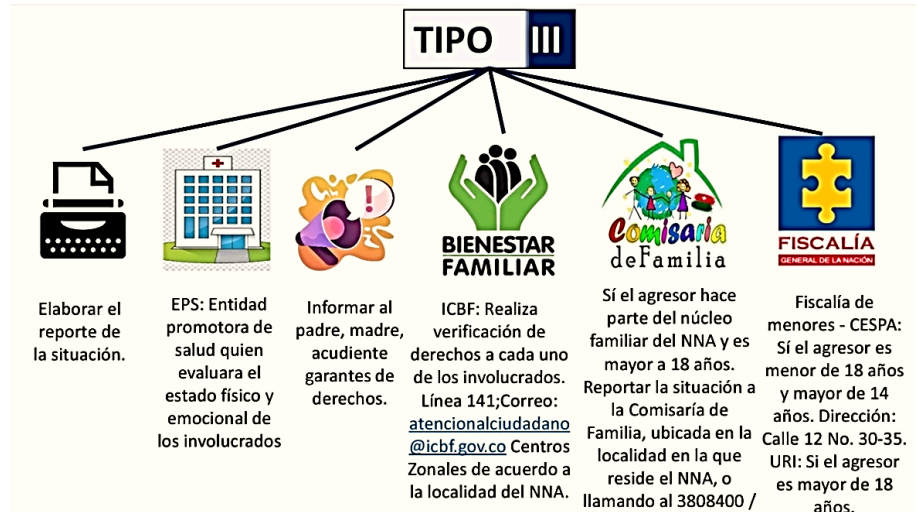 TIPO III
Elaborar el
reporte de
la situación.
EPS: Entidad
promotora de
salud quien
evaluara el
estado físico y
emocional de
los involucrados
Informar al
padre, madre,
acudiente
garantes de
derechos.
BIENESTAR
FAMILIAR
ICBF: Realiza
verificación de
derechos a cada uno
de los involucrados.
Línea 141;Correo:
atencionalciudadano
@icbf.gov.co Centros
Zonales de acuerdo a
la localidad del NNA.
Comisaria
deFamilia
Sí el agresor hace
parte del núcleo
familiar del NNA y es
mayor a 18 años.
Reportar la situación a
la Comisaría de
Familia, ubicada en la
localidad en la que
reside el NNA, o
llamando al 3808400 /
FISCALÍA
GENERAL DE LA NACIÓN
Fiscalía de
menores - CESPA:
Sí el agresor es
menor de 18 años
y mayor de 14
años. Dirección:
Calle 12 No. 30-35.
URI: Si el agresor
es mayor de 18
años.